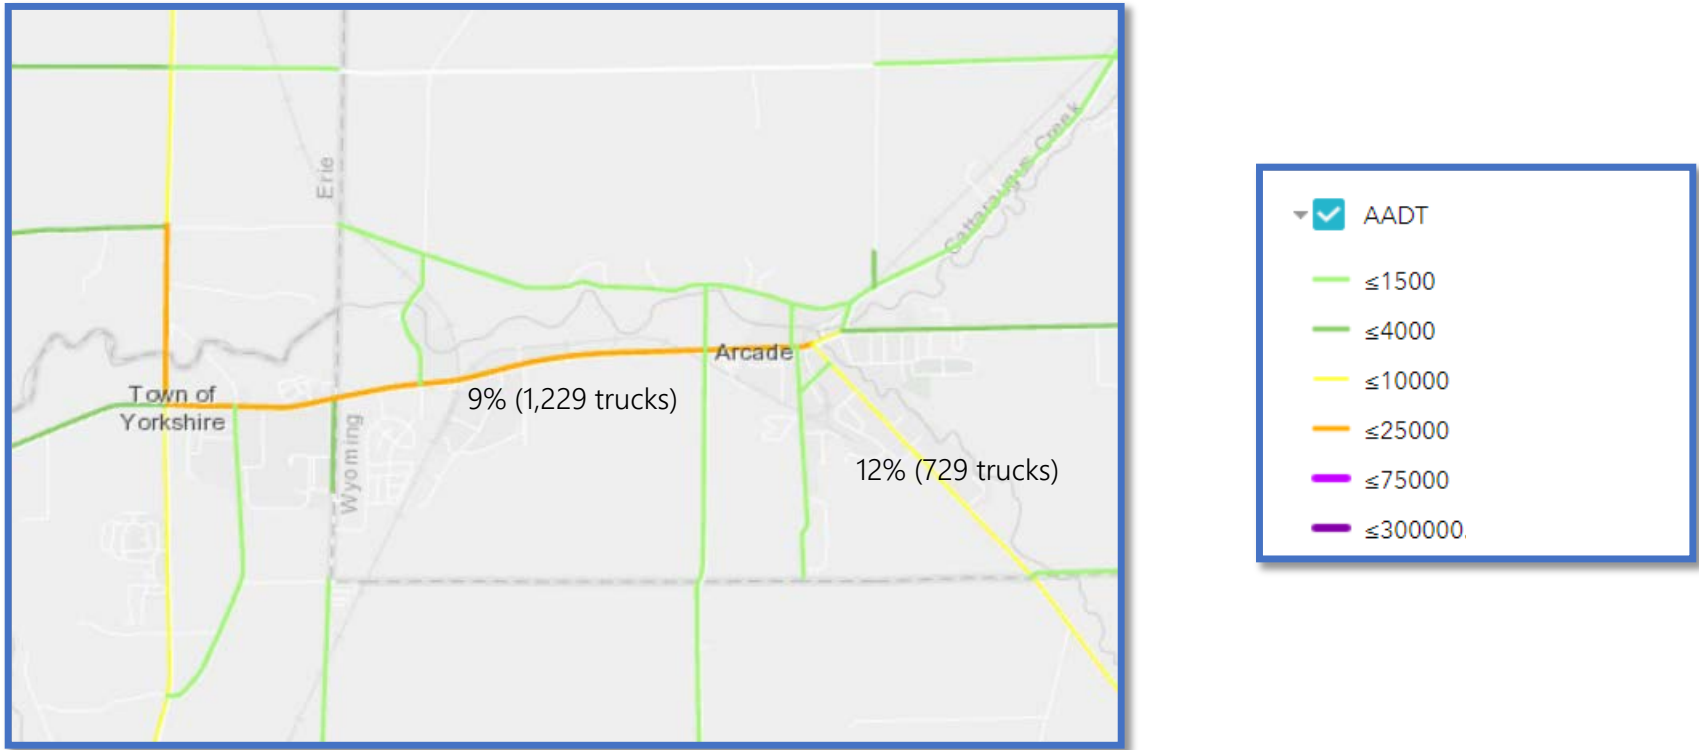 Erie
Cattaraugus Creek
Arcade
Town of
Yorkshire
9% (1,229 trucks)
Wyoming
12% (729 trucks)
AADT
≤1500
≤4000
≤10000
≤25000
≤75000
≤300000.